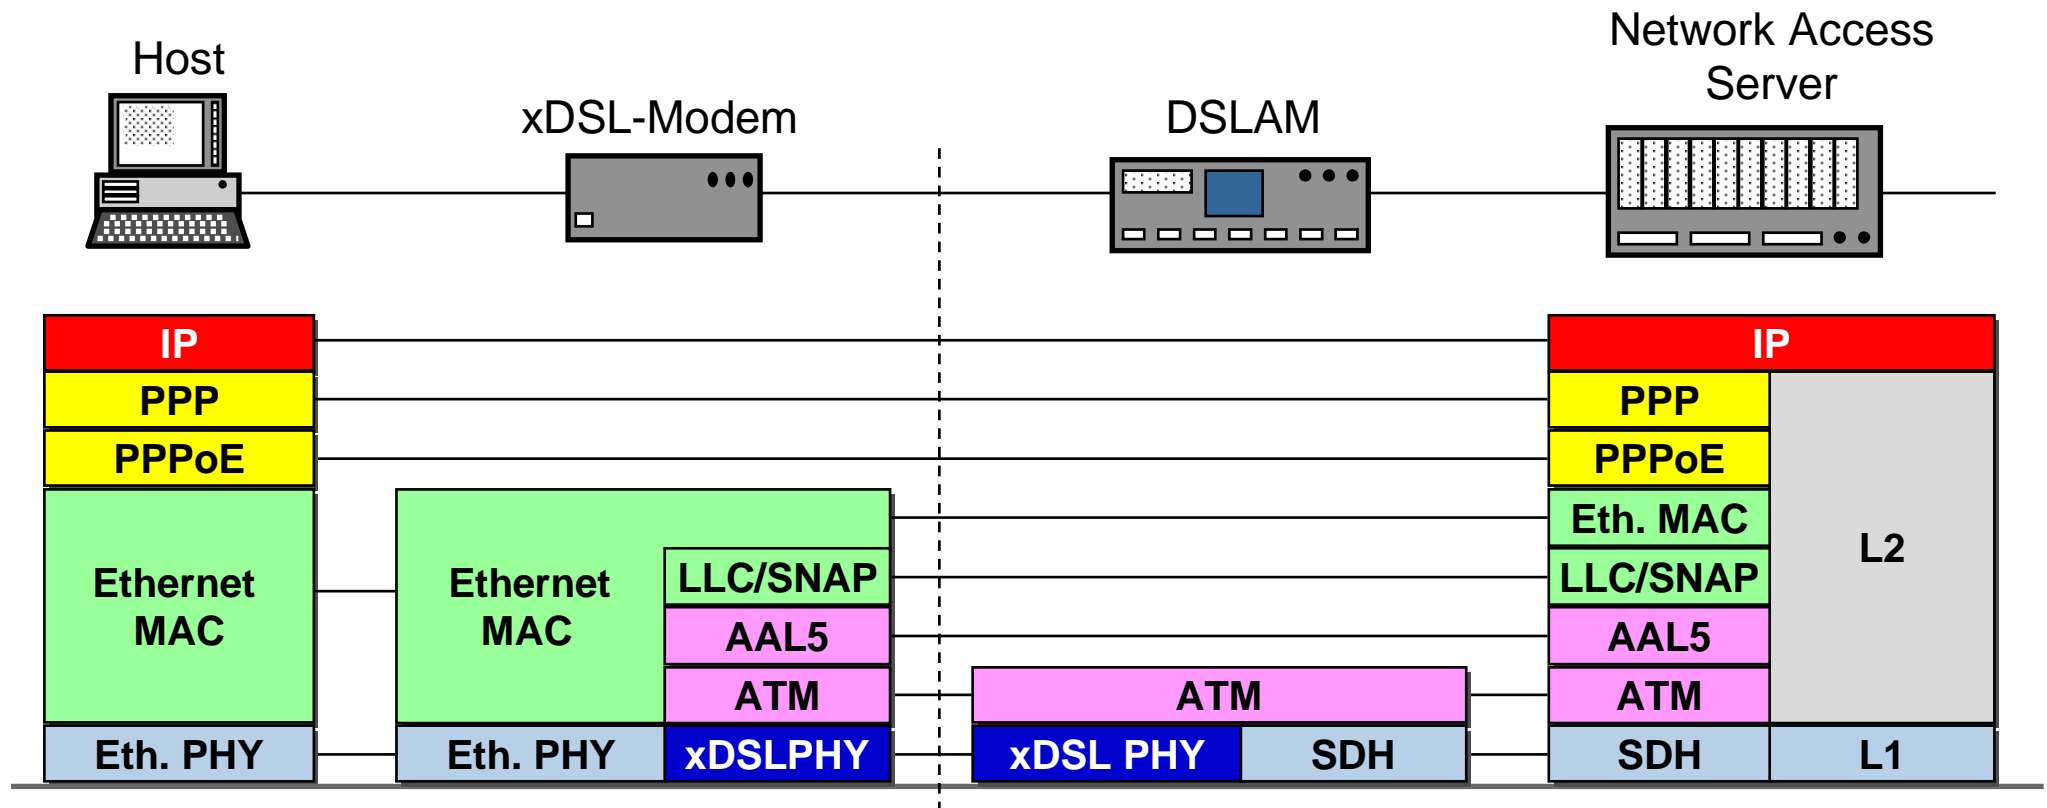 Host
xDSL-Modem
DSLAM
Network Access
Server
IP
PPP
PPPoE
Ethernet
MAC
Eth. PHY
Ethernet
MAC
LLC/SNAP
AAL5
ATM
Eth. PHY
xDSLPHY
ATM
xDSL PHY
SDH
IP
PPP
PPPoE
Eth. MAC
LLC/SNAP
AAL5
ATM
SDH
L2
L1